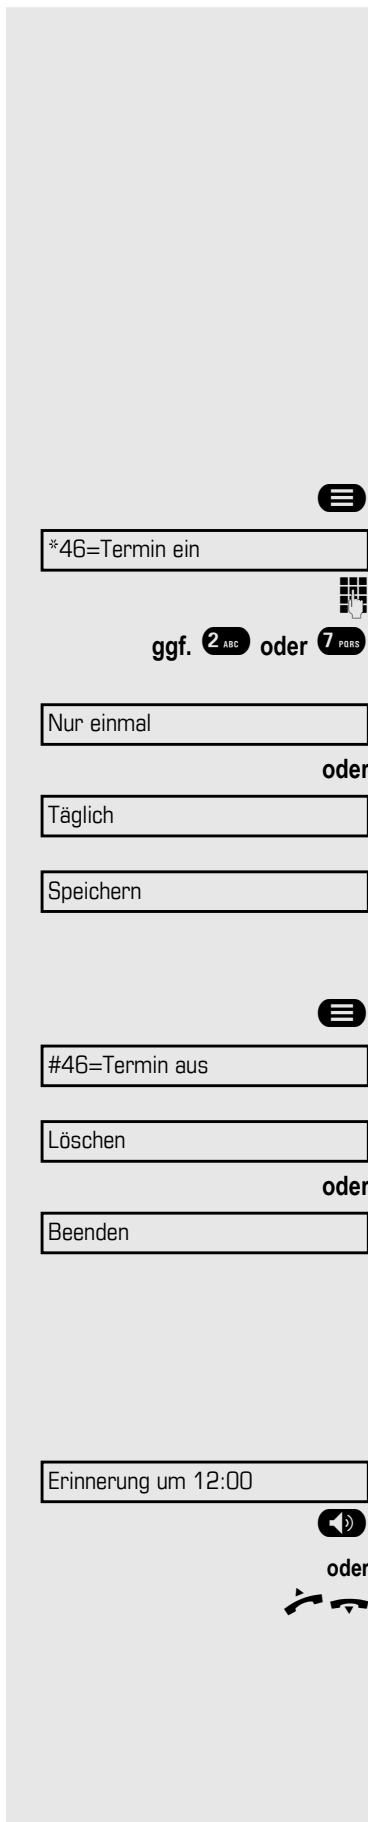 *46=Termin ein
ggf. 2 ABC oder 7 PQRS
Nur einmal
oder
Täglich
Speichern
#46=Termin aus
Löschen
oder
Beenden
Erinnerung um 12:00
oder